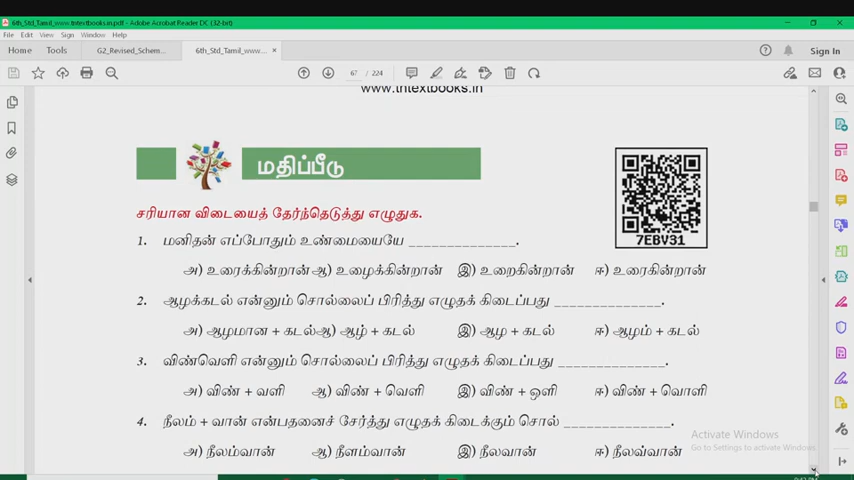 6th_Std_Tamil_www.tntextbooks.in.pdf - Adobe Acrobat Reader DC (32-bit)
File Edit View Sign Window Help
Home Tools G2_Revised_Schem... 6th_Std_Tamil_www... × Sign In
67 / 224
www.tntextbooks.in
மதிப்பீடு
7EBV31
சரியான விடையைத் தேர்ந்தெடுத்து எழுதுக.
1. மனிதன் எப்போதும் உண்மையையே ______________.
அ) உரைக்கின்றான் ஆ) உழைக்கின்றான் இ) உறைகின்றான் ஈ) உரைகின்றான்
2. ஆழக்கடல் என்னும் சொல்லைப் பிரித்து எழுதக் கிடைப்பது ______________.
அ) ஆழமான + கடல் ஆ) ஆழ் + கடல் இ) ஆழ + கடல் ஈ) ஆழம் + கடல்
3. விண்வெளி என்னும் சொல்லைப் பிரித்து எழுதக் கிடைப்பது ______________.
அ) விண் + வளி ஆ) விண் + வெளி இ) விண் + ஒளி ஈ) விண் + வொளி
4. நீலம் + வான் என்பதனைச் சேர்த்து எழுதக் கிடைக்கும் சொல் ______________.
அ) நீலம்வான் ஆ) நீளம்வான் இ) நீலவான் ஈ) நீலவ்வான்
Activate Windows
Go to Settings to activate Windows.